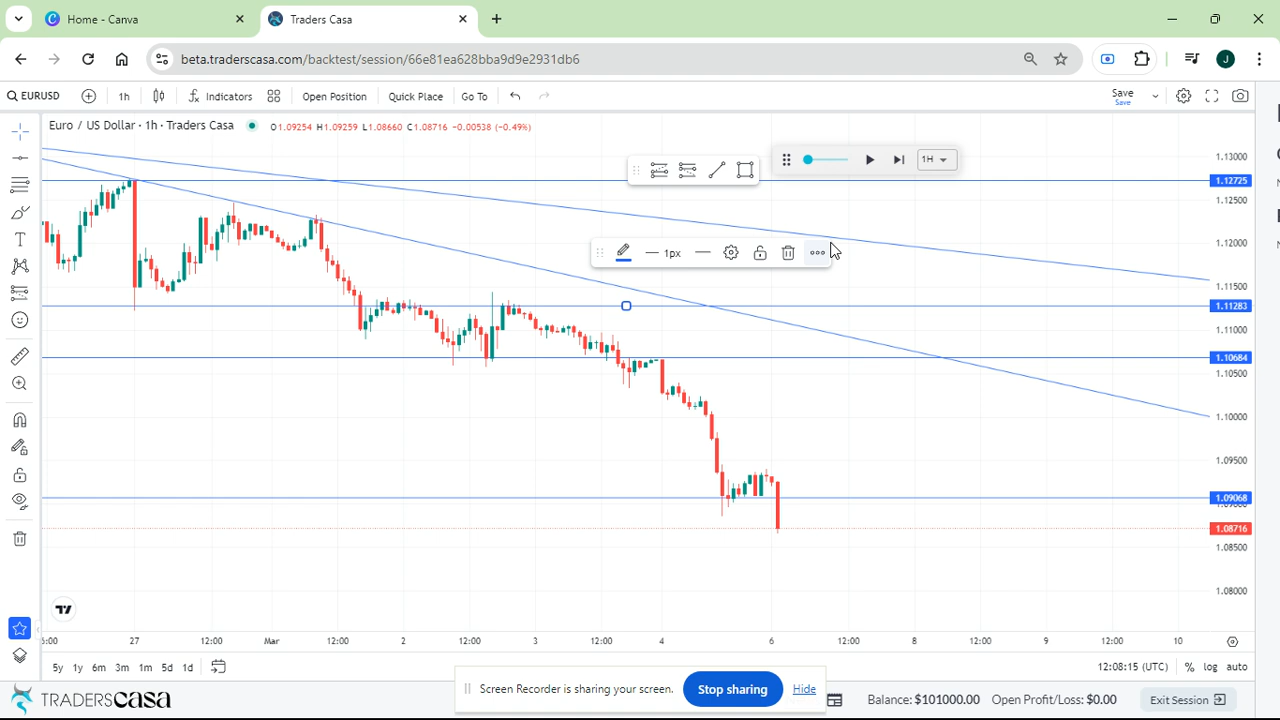 Home - Canva
Traders Casa
beta.traderscasa.com/backtest/session/66e81ea628bba9d9e2931db6
J
EURUSD
1h
Indicators
Open Position
Quick Place
Go To
Save
Save
Euro / US Dollar · 1h · Traders Casa
O1.09254 H1.09259 L1.08660 C1.08716 -0.00538 (-0.49%)
1H
1px
1.13000
1.12725
1.12500
1.12000
1.11500
1.11283
1.11000
1.10684
1.10500
1.10000
1.09500
1.09068
1.08716
1.08500
1.08000
27
12:00
Mar
12:00
2
12:00
3
12:00
4
6
12:00
8
12:00
9
12:00
10
5y 1y 6m 3m 1m 5d 1d
12:08:15 (UTC)
% log auto
Screen Recorder is sharing your screen.
Stop sharing
Hide
TRADERSCASA
Balance: $101000.00
Open Profit/Loss: $0.00
Exit Session